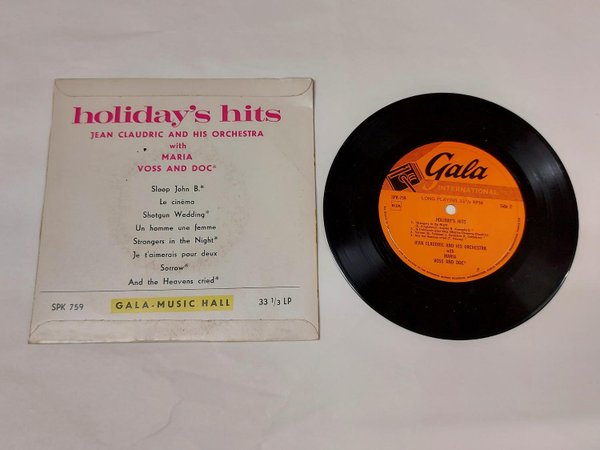 holiday's hits
JEAN CLAUDRIC AND HIS ORCHESTRA
with
MARIA
VOSS AND DOC*
Sloop John B.*
Le cinema
Shotgun Wedding*
Un homme une femme
Strangers in the Night*
Je t'aimerais pour deux
Sorrow*
And the Heavens cried*
SPK 759
GALA-MUSIC HALL
33 1/3 LP
Gala
INTERNATIONAL
LONG PLAYING 33⅓ RPM
Side 2
HOLIDAY'S HITS
JEAN CLAUDRIC AND HIS ORCHESTRA
with
MARIA
VOSS AND DOC*